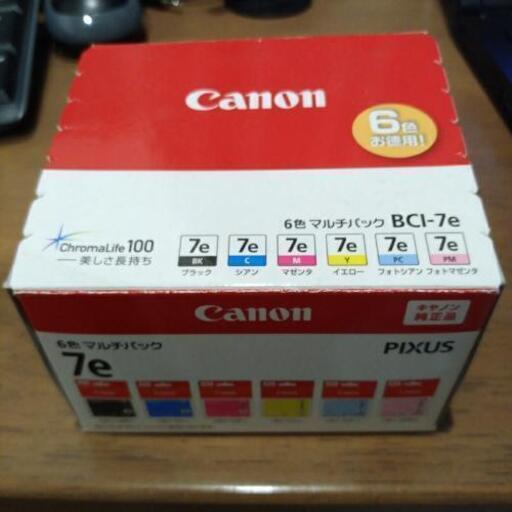 Canon
6色
お徳用!
6色 マルチパック BCI-7e
ChromaLife100
美しさ長持ち
7e 7e 7e 7e 7e 7e
BK C M Y PC PM
ブラック シアン マゼンタ イエロー フォトシアン フォトマゼンタ
Canon
キヤノン
純正品
6色 マルチパック
7e
PIXUS